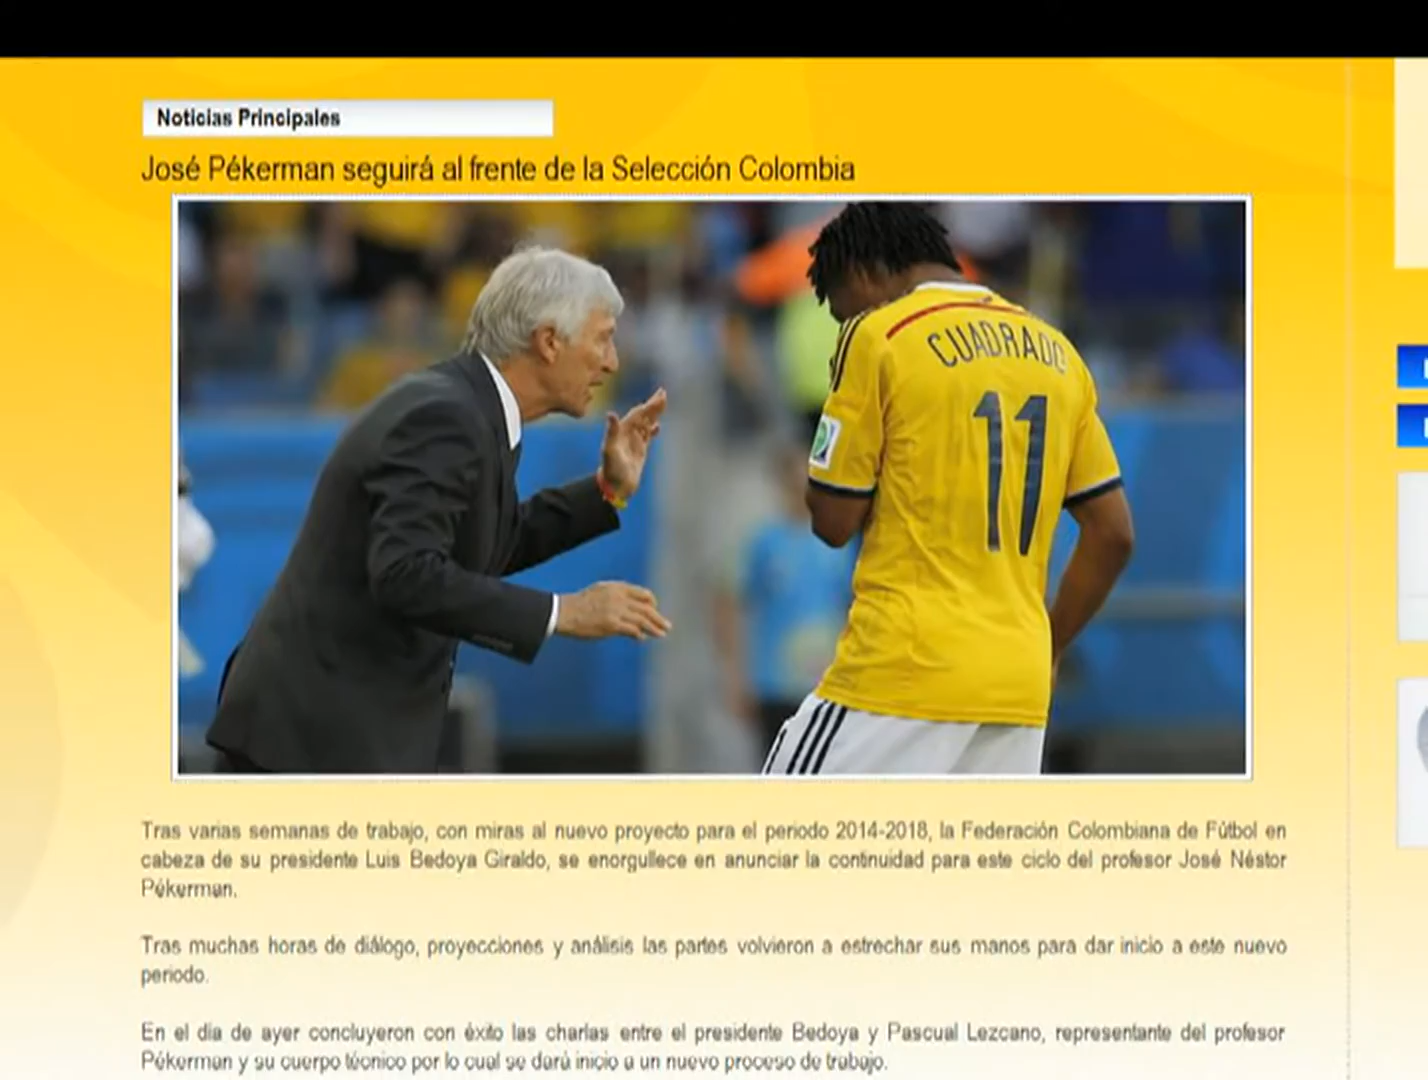 Noticias Principales
José Pékerman seguirá al frente de la Selección Colombia
CUADRADO
11
Tras varias semanas de trabajo, con miras al nuevo proyecto para el periodo 2014-2018, la Federación Colombiana de Fútbol en
cabeza de su presidente Luis Bedoya Giraldo, se enorgullece en anunciar la continuidad para este ciclo del profesor José Néstor
Pékerman.
Tras muchas horas de diálogo, proyecciones y análisis las partes volvieron a estrechar sus manos para dar inicio a este nuevo
periodo.
En el día de ayer concluyeron con éxito las charlas entre el presidente Bedoya y Pascual Lezcano, representante del profesor
Pékerman y su cuerpo técnico por lo cual se dará inicio a un nuevo proceso de trabajo.